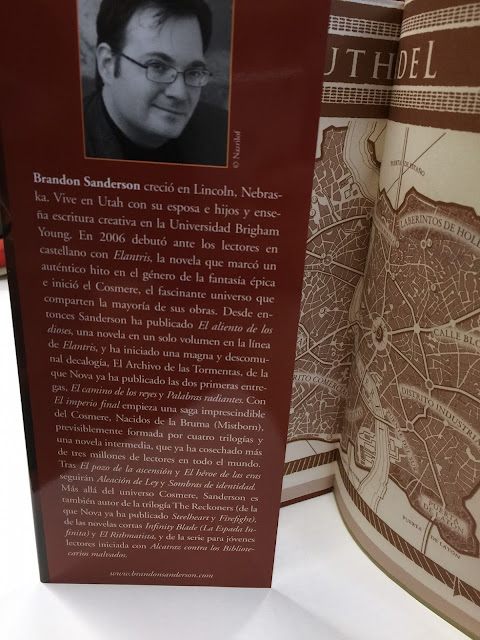 © Nazrilof
Brandon Sanderson creció en Lincoln, Nebras-
ka. Vive en Utah con su esposa e hijos y ense-
ña escritura creativa en la Universidad Brigham
Young. En 2006 debutó ante los lectores en
castellano con Elantris, la novela que marcó un
auténtico hito en el género de la fantasía épica
e inició el Cosmere, el fascinante universo que
comparten la mayoría de sus obras. Desde en-
tonces Sanderson ha publicado El aliento de los
dioses, una novela en un solo volumen en la línea
de Elantris, y ha iniciado una magna y descomu-
nal decalogía, El Archivo de las Tormentas, de la
que Nova ya ha publicado las dos primeras entre-
gas, El camino de los reyes y Palabras radiantes. Con
El imperio final empieza una saga imprescindible
del Cosmere, Nacidos de la Bruma (Mistborn),
previsiblemente formada por cuatro trilogías y
una novela intermedia, que ya ha cosechado más
de tres millones de lectores en todo el mundo.
Tras El pozo de la ascensión y El héroe de las eras
seguirán Aleación de Ley y Sombras de identidad.
Más allá del universo Cosmere, Sanderson es
también autor de la trilogía The Reckoners (de la
que Nova ya ha publicado Steelheart y Firefight),
de las novelas cortas Infinity Blade (La Espada In-
finita) y El Rithmatista, y de la serie para jóvenes
lectores iniciada con Alcatraz contra los Bibliote-
carios malvados.
www.brandonsanderson.com
UTHADEL
PUERTA DE ESTAÑO
LABERINTOS DE HOL
CALLE BLO
RITO COMERC
DISTRITO INDUSTRI
PUERTA DE LATÓN